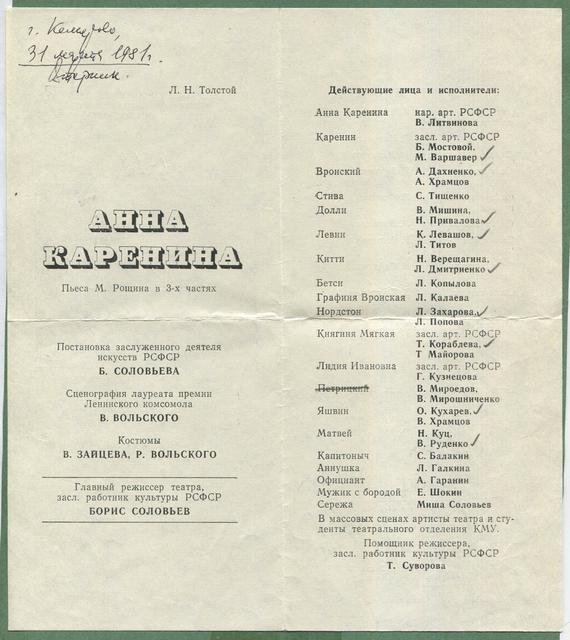 г. Кемерово,
31 марта 1981г.
вторник.
Л. Н. Толстой
АННА
КАРЕНИНА
Пьеса М. Рощина в 3-х частях
Постановка заслуженного деятеля
искусств РСФСР
Б. СОЛОВЬЕВА
Сценография лауреата премии
Ленинского комсомола
В. ВОЛЬСКОГО
Костюмы
В. ЗАЙЦЕВА, Р. ВОЛЬСКОГО
Главный режиссер театра,
засл. работник культуры РСФСР
БОРИС СОЛОВЬЕВ
Действующие лица и исполнители:
Анна Каренина нар. арт. РСФСР
В. Литвинова
Каренин засл. арт. РСФСР
Б. Мостовой,
М. Варшавер
Вронский А. Дахненко,
А. Храмцов
Стива С. Тищенко
Долли В. Мишина,
Н. Привалова
Левин К. Левашов,
Л. Титов
Китти Н. Верещагина,
Л. Дмитриенко
Бетси Л. Копылова
Графиня Вронская Л. Калаева
Нордстон Л. Захарова,
Л. Попова
Княгиня Мягкая засл. арт. РСФСР
Т. Кораблева,
Т Майорова
Лидия Ивановна засл. арт. РСФСР
Г. Кузнецова
Петрицкий В. Мироедов,
В. Мирошниченко
Яшвин О. Кухарев,
В. Храмцов
Матвей Н. Куц,
В. Руденко
Капитоныч С. Балакин
Аннушка Л. Галкина
Официант А. Гаранин
Мужик с бородой Е. Шокин
Сережа Миша Соловьев
В массовых сценах артисты театра и сту-
денты театрального отделения КМУ.
Помощник режиссера,
засл. работник культуры РСФСР
Т. Суворова